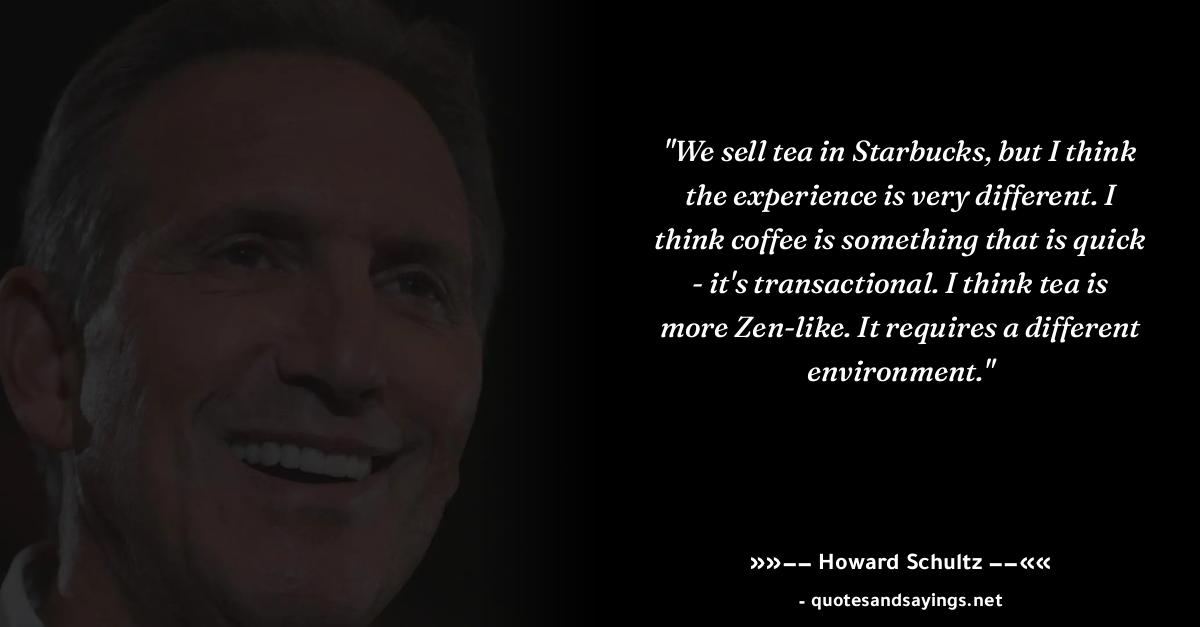 "We sell tea in Starbucks, but I think
the experience is very different. I
think coffee is something that is quick
- it's transactional. I think tea is
more Zen-like. It requires a different
environment."
»»–– Howard Schultz ––««
- quotesandsayings.net